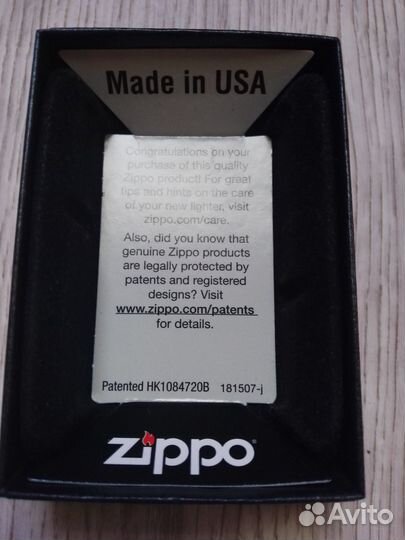 Made in USA
Congratulations on your
purchase of this quality
Zippo product! For great
tips and hints on the care
of your new lighter, visit
zippo.com/care.
Also, did you know that
genuine Zippo products
are legally protected by
patents and registered
designs? Visit
www.zippo.com/patents
for details.
Patented HK1084720B 181507-j
zippo®
Avito